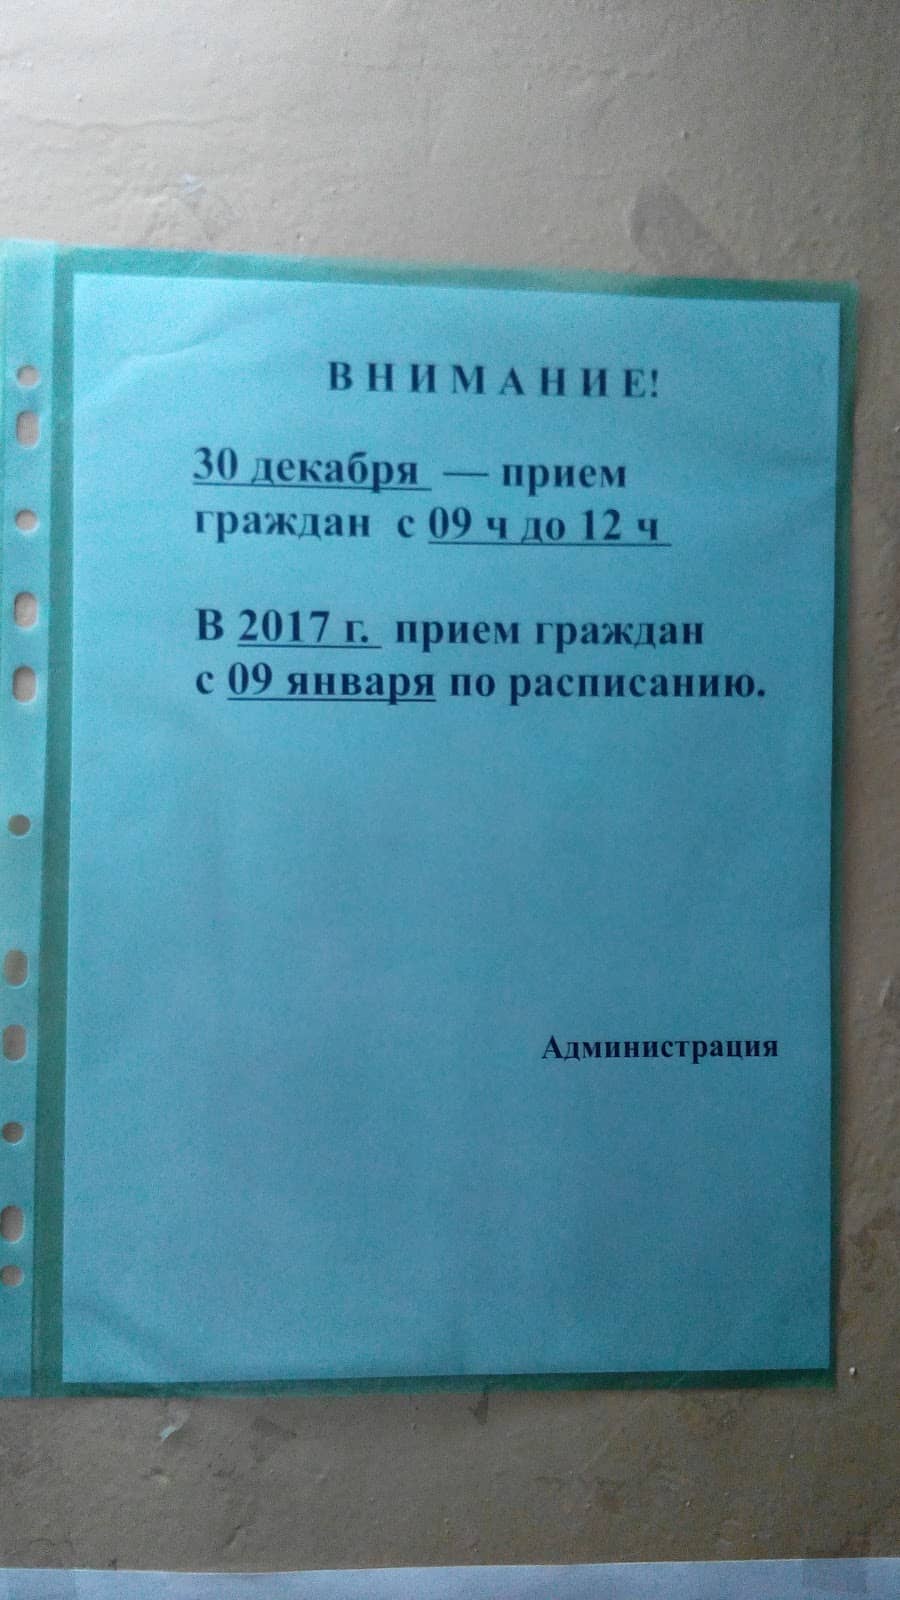 В Н И М А Н И Е!
30 декабря — прием
граждан с 09 ч до 12 ч
В 2017 г. прием граждан
с 09 января по расписанию.
Администрация